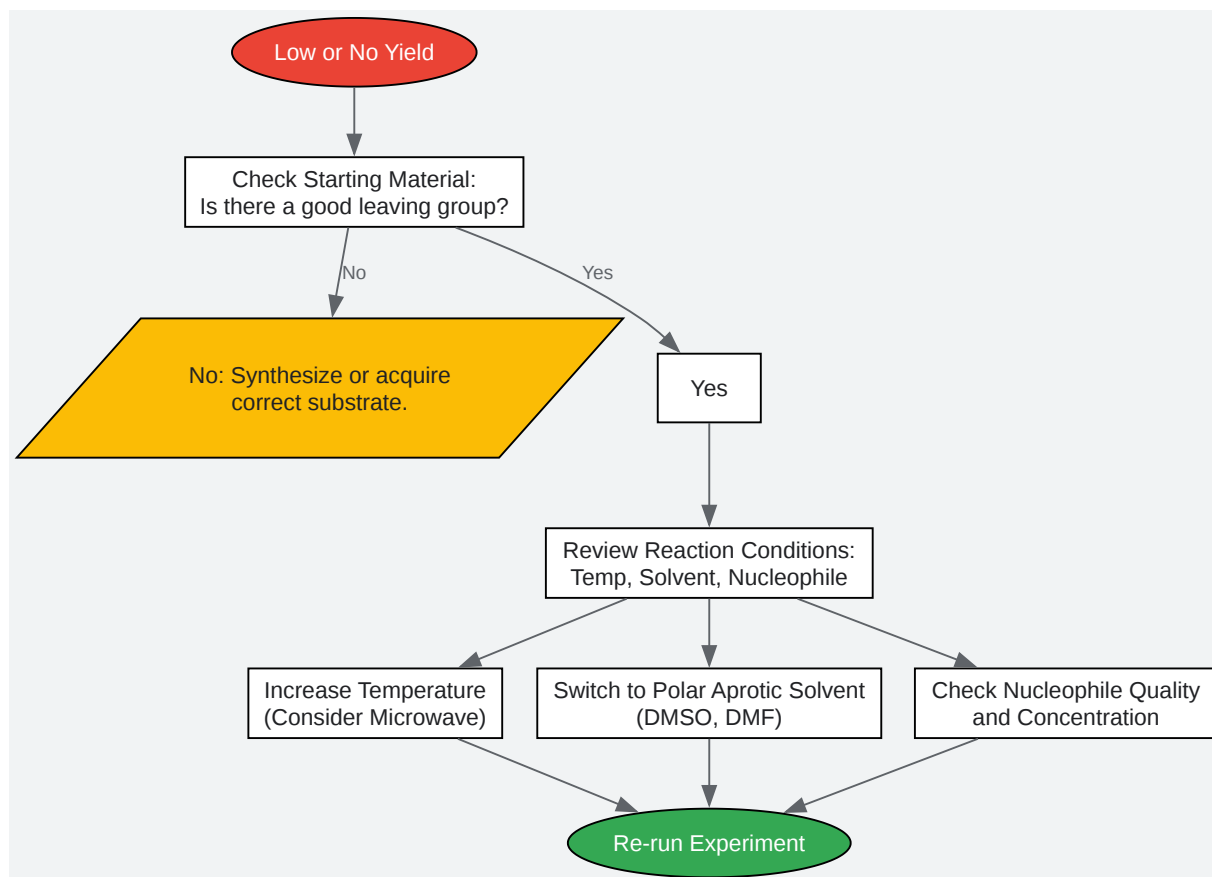 Low or No Yield
Check Starting Material:
Is there a good leaving group?
No
Yes
No: Synthesize or acquire
correct substrate.
Yes
Review Reaction Conditions:
Temp, Solvent, Nucleophile
Increase Temperature
(Consider Microwave)
Switch to Polar Aprotic Solvent
(DMSO, DMF)
Check Nucleophile Quality
and Concentration
Re-run Experiment